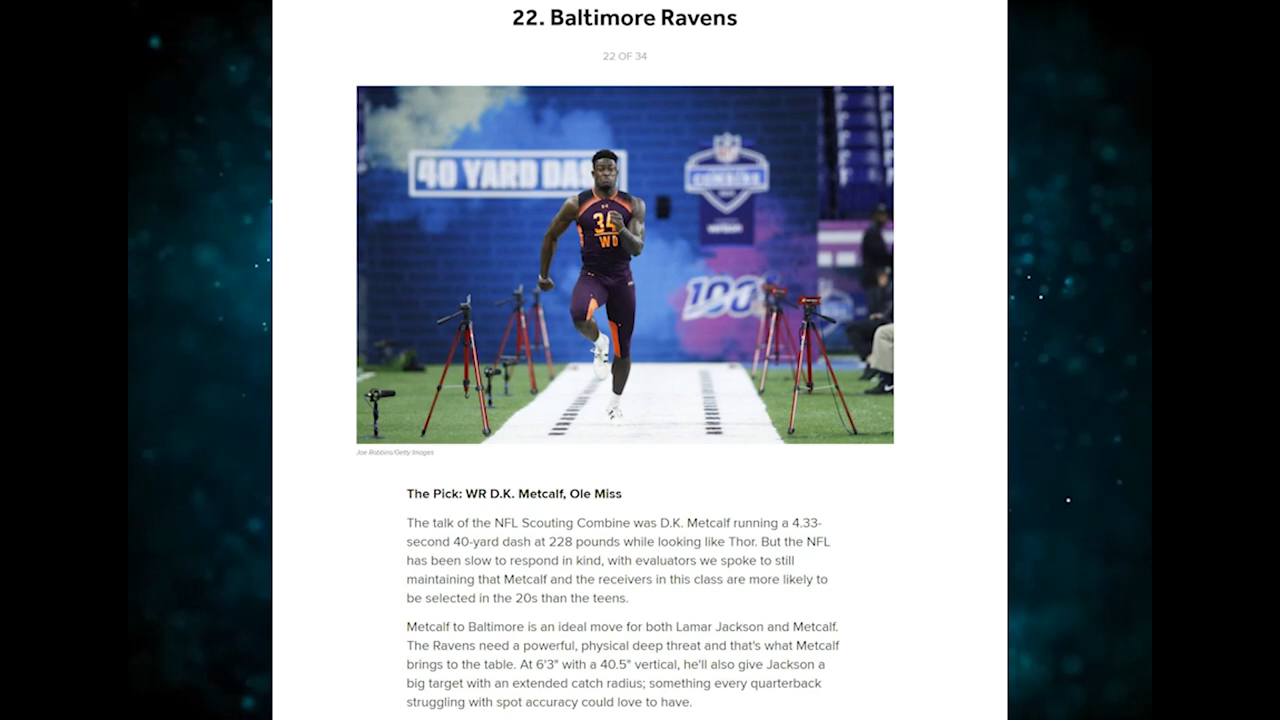 22. Baltimore Ravens
22 OF 34
40 YARD DAS
NFL
COMBINE
100
34
WO
Joe Robbins/Getty Images
The Pick: WR D.K. Metcalf, Ole Miss
The talk of the NFL Scouting Combine was D.K. Metcalf running a 4.33-
second 40-yard dash at 228 pounds while looking like Thor. But the NFL
has been slow to respond in kind, with evaluators we spoke to still
maintaining that Metcalf and the receivers in this class are more likely to
be selected in the 20s than the teens.
Metcalf to Baltimore is an ideal move for both Lamar Jackson and Metcalf.
The Ravens need a powerful, physical deep threat and that's what Metcalf
brings to the table. At 6'3" with a 40.5" vertical, he'll also give Jackson a
big target with an extended catch radius; something every quarterback
struggling with spot accuracy could love to have.